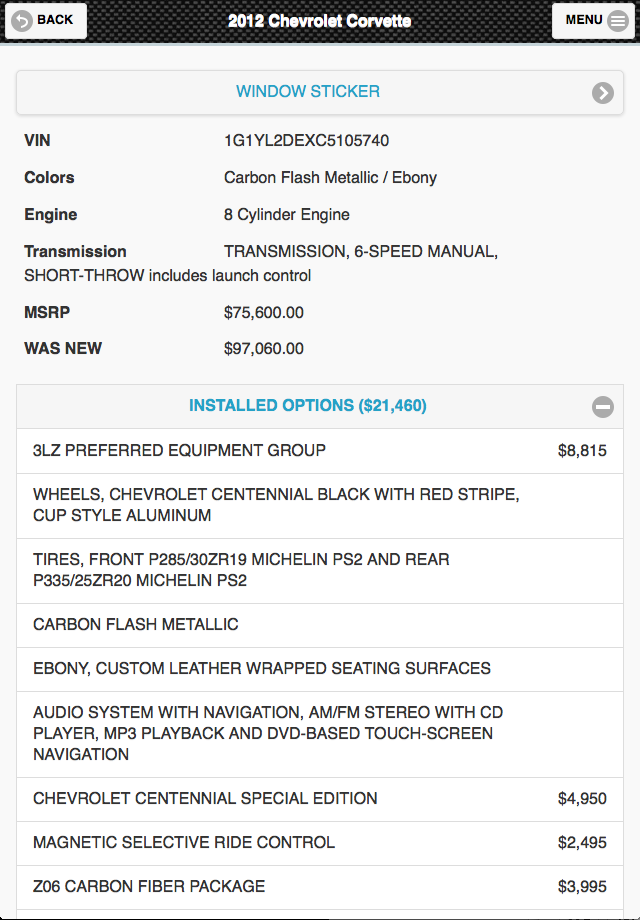 BACK
2012 Chevrolet Corvette
MENU
WINDOW STICKER
VIN 1G1YL2DEXC5105740
Colors Carbon Flash Metallic / Ebony
Engine 8 Cylinder Engine
Transmission TRANSMISSION, 6-SPEED MANUAL,
SHORT-THROW includes launch control
MSRP $75,600.00
WAS NEW $97,060.00
INSTALLED OPTIONS ($21,460)
3LZ PREFERRED EQUIPMENT GROUP $8,815
WHEELS, CHEVROLET CENTENNIAL BLACK WITH RED STRIPE,
CUP STYLE ALUMINUM
TIRES, FRONT P285/30ZR19 MICHELIN PS2 AND REAR
P335/25ZR20 MICHELIN PS2
CARBON FLASH METALLIC
EBONY, CUSTOM LEATHER WRAPPED SEATING SURFACES
AUDIO SYSTEM WITH NAVIGATION, AM/FM STEREO WITH CD
PLAYER, MP3 PLAYBACK AND DVD-BASED TOUCH-SCREEN
NAVIGATION
CHEVROLET CENTENNIAL SPECIAL EDITION $4,950
MAGNETIC SELECTIVE RIDE CONTROL $2,495
Z06 CARBON FIBER PACKAGE $3,995